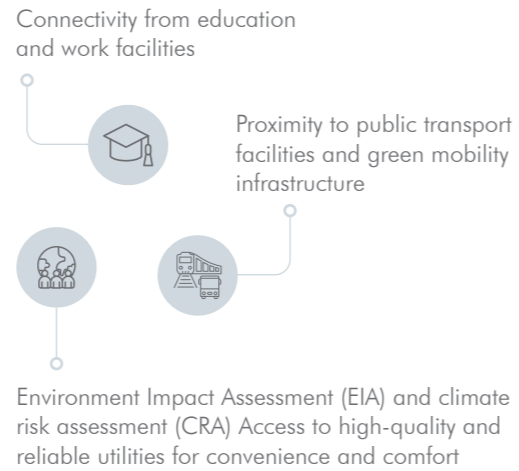 Connectivity from education
and work facilities
Proximity to public transport
facilities and green mobility
infrastructure
Environment Impact Assessment (EIA) and climate
risk assessment (CRA) Access to high-quality and
reliable utilities for convenience and comfort